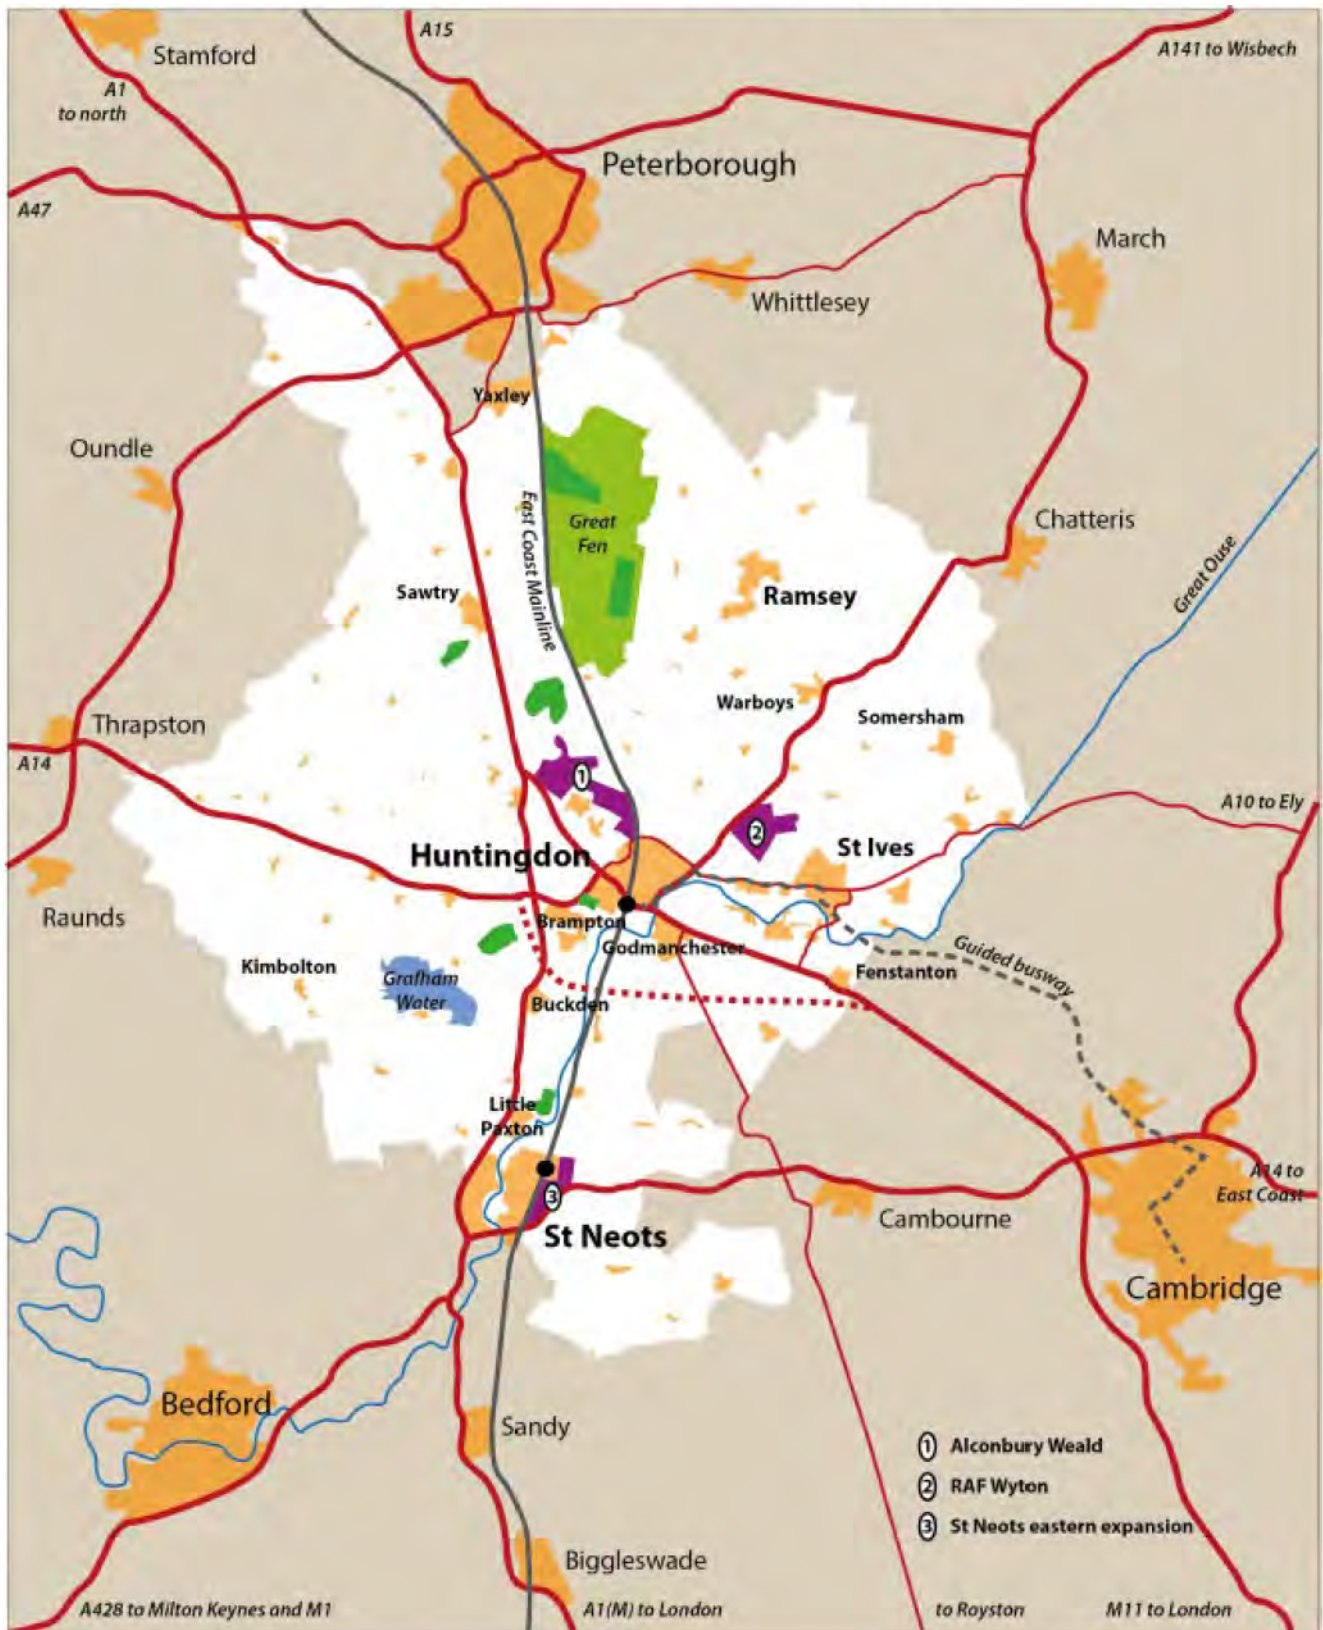 A15
A141 to Wisbech
Stamford
A1
to north
Peterborough
A47
March
Whittlesey
Yaxley
Oundle
Great
Fen
East Coast Mainline
Chatteris
Great Ouse
Sawtry
Ramsey
Warboys
Somersham
Thrapston
A14
1
A10 to Ely
2
Huntingdon
St Ives
Raunds
Brampton
Godmanchester
Guided busway
Kimbolton
Grafham
Water
Fenstanton
Buckden
Little
Paxton
A14 to
East Coast
3
Cambourne
St Neots
Cambridge
Bedford
Sandy
1 Alconbury Weald
2 RAF Wyton
3 St Neots eastern expansion
Biggleswade
A428 to Milton Keynes and M1
A1(M) to London
to Royston
M11 to London